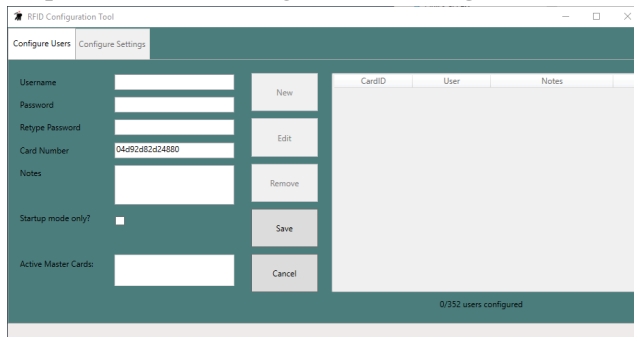 RFID Configuration Tool
Configure Users Configure Settings
Username
Password
Retype Password
Card Number 04d92d82d24880
Notes
Startup mode only?
Active Master Cards:
New
Edit
Remove
Save
Cancel
CardID User Notes
0/352 users configured